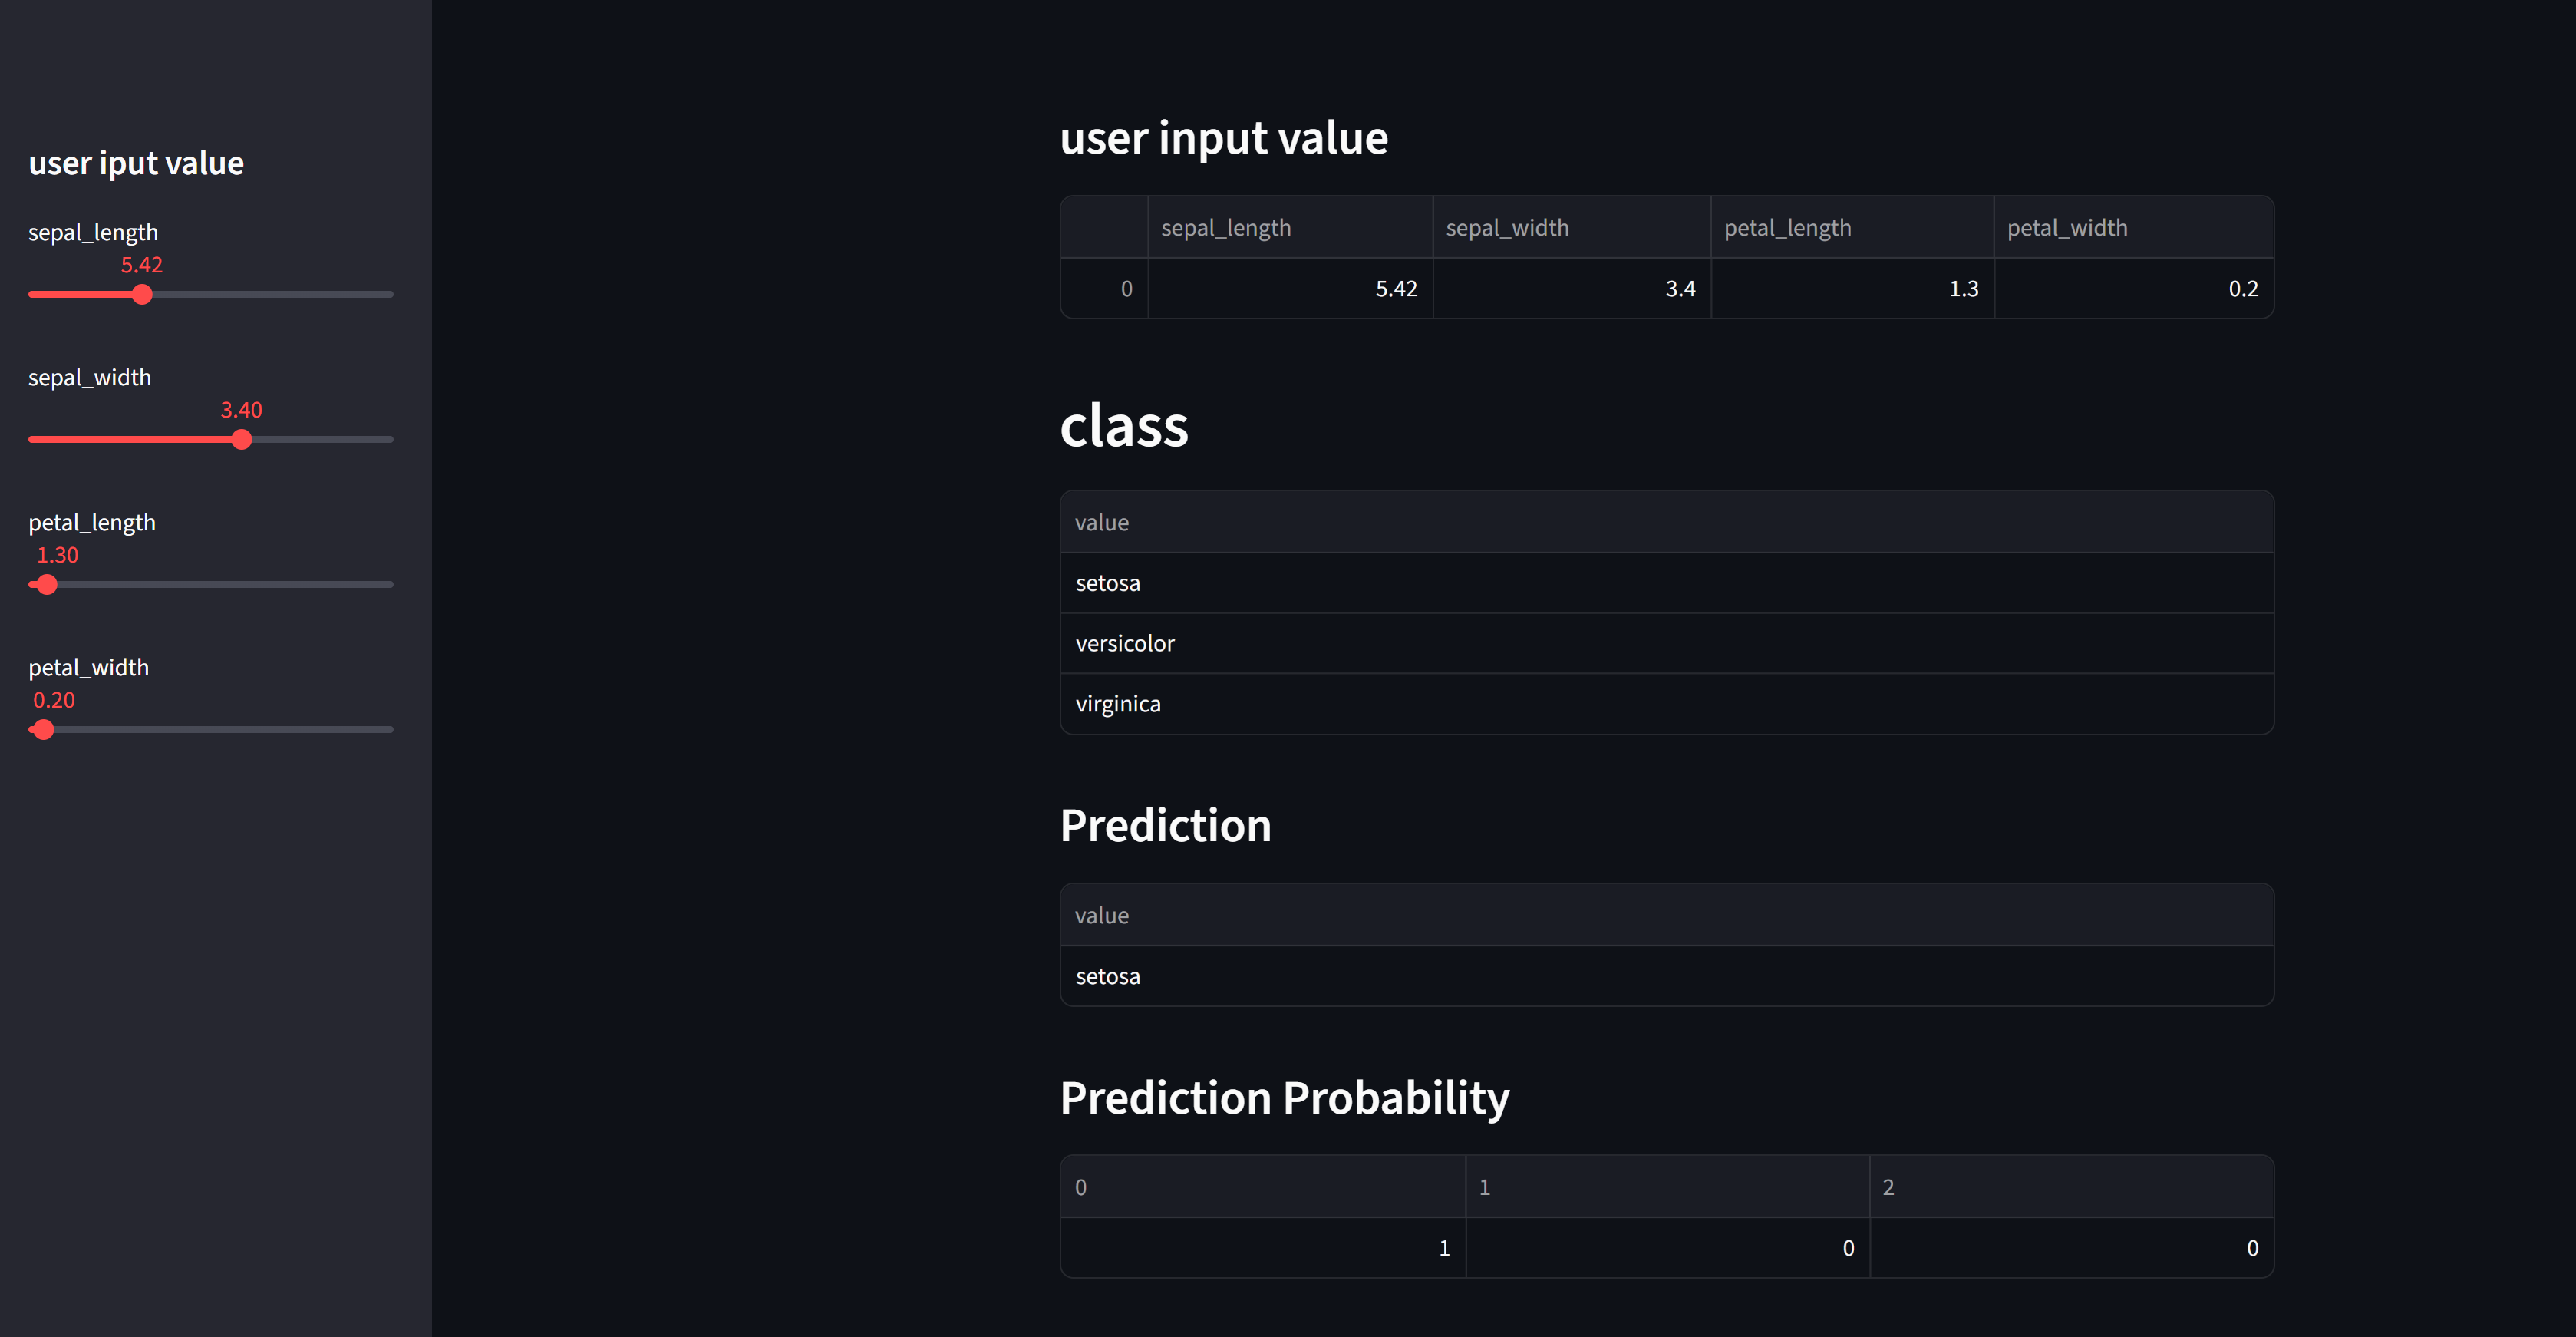 user iput value
sepal_length
5.42
sepal_width
3.40
petal_length
1.30
petal_width
0.20
user input value
sepal_length sepal_width petal_length petal_width
0 5.42 3.4 1.3 0.2
class
value
setosa
versicolor
virginica
Prediction
value
setosa
Prediction Probability
0 1 2
1 0 0